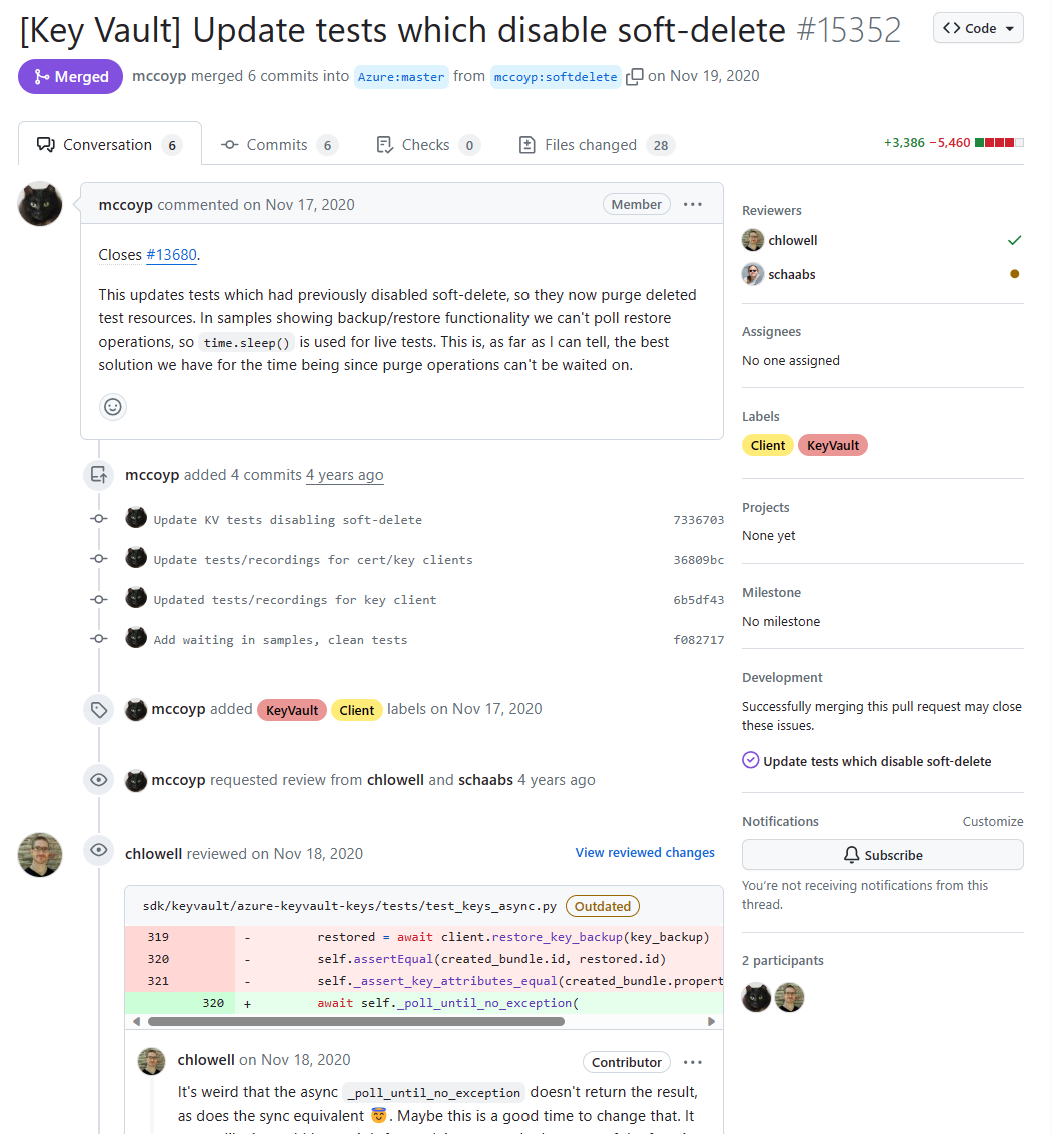 [Key Vault] Update tests which disable soft-delete #15352
Code
Merged mccoyp merged 6 commits into Azure:master from mccoyp:softdelete on Nov 19, 2020
Conversation 6 Commits 6 Checks 0 Files changed 28 +3,386 −5,460
mccoyp commented on Nov 17, 2020 Member
Closes #13680.
This updates tests which had previously disabled soft-delete, so they now purge deleted
test resources. In samples showing backup/restore functionality we can't poll restore
operations, so time.sleep() is used for live tests. This is, as far as I can tell, the best
solution we have for the time being since purge operations can't be waited on.
mccoyp added 4 commits 4 years ago
Update KV tests disabling soft-delete 7336703
Update tests/recordings for cert/key clients 36809bc
Updated tests/recordings for key client 6b5df43
Add waiting in samples, clean tests f082717
mccoyp added KeyVault Client labels on Nov 17, 2020
mccoyp requested review from chlowell and schaabs 4 years ago
chlowell reviewed on Nov 18, 2020 View reviewed changes
sdk/keyvault/azure-keyvault-keys/tests/test_keys_async.py Outdated
319 - restored = await client.restore_key_backup(key_backup)
320 - self.assertEqual(created_bundle.id, restored.id)
321 - self._assert_key_attributes_equal(created_bundle.propert
320 + await self._poll_until_no_exception(
chlowell on Nov 18, 2020 Contributor
It's weird that the async _poll_until_no_exception doesn't return the result,
as does the sync equivalent 😇. Maybe this is a good time to change that. It
Reviewers
chlowell
schaabs
Assignees
No one assigned
Labels
Client KeyVault
Projects
None yet
Milestone
No milestone
Development
Successfully merging this pull request may close
these issues.
Update tests which disable soft-delete
Notifications Customize
Subscribe
You're not receiving notifications from this
thread.
2 participants